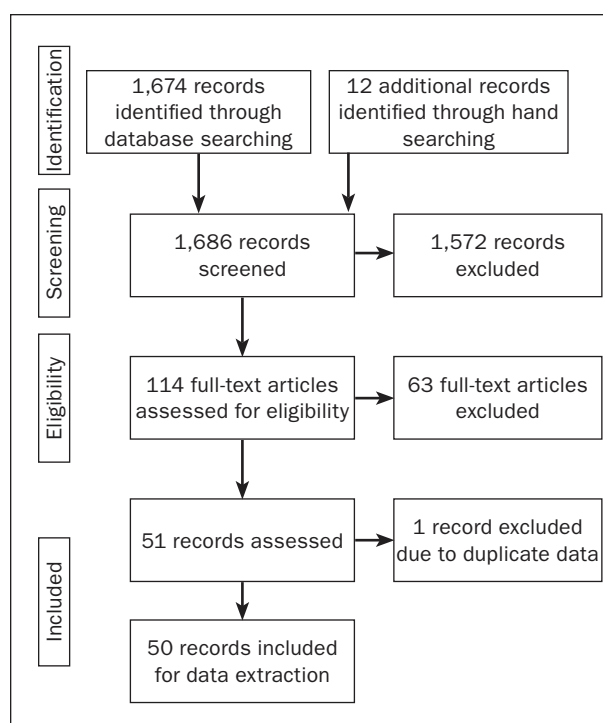 Identification
1,674 records
identified through
database searching
12 additional records
identified through hand
searching
Screening
1,686 records
screened
1,572 records
excluded
Eligibility
114 full-text articles
assessed for eligibility
63 full-text articles
excluded
Included
51 records assessed
1 record excluded
due to duplicate data
50 records included
for data extraction